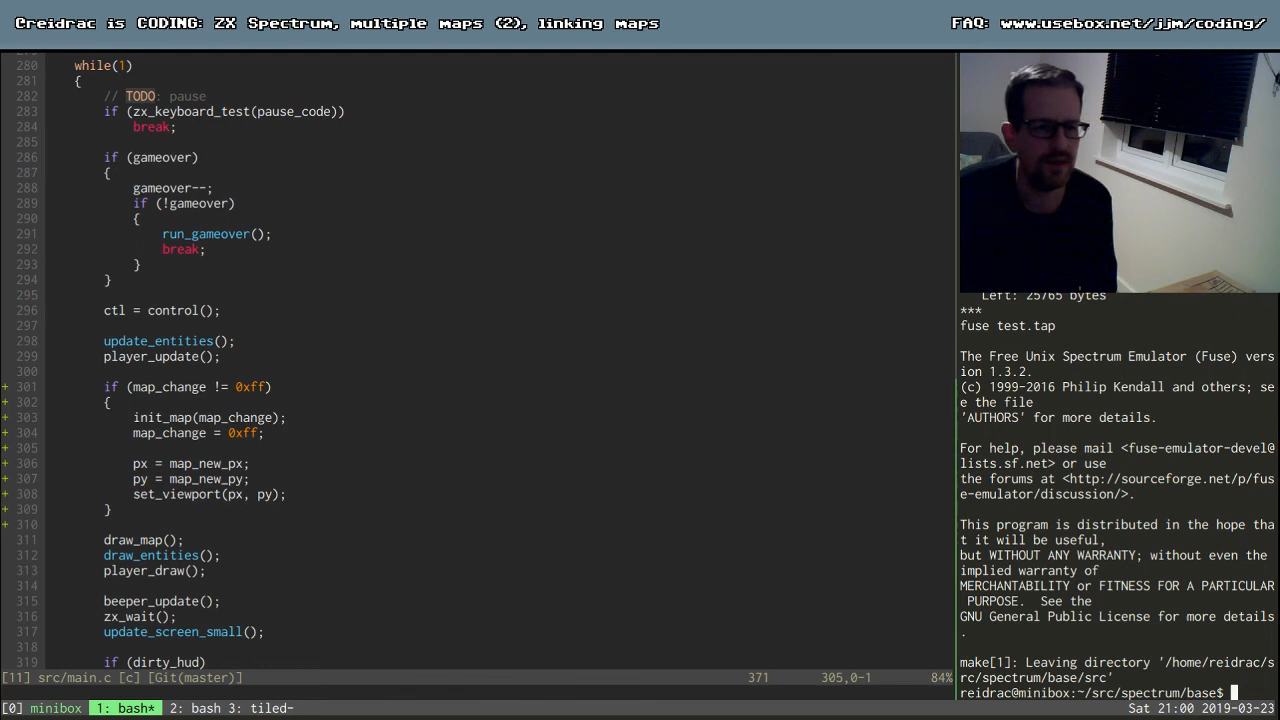 Creidrac is CODING: ZX Spectrum, multiple maps (2), linking maps
FAQ: www.usebox.net/jjm/coding/
280 while(1)
281 {
282 // TODO: pause
283 if (zx_keyboard_test(pause_code))
284 break;
285
286 if (gameover)
287 {
288 gameover--;
289 if (!gameover)
290 {
291 run_gameover();
292 break;
293 }
294 }
295
296 ctl = control();
297
298 update_entities();
299 player_update();
300
+ 301 if (map_change != 0xff)
+ 302 {
+ 303 init_map(map_change);
+ 304 map_change = 0xff;
+ 305
+ 306 px = map_new_px;
+ 307 py = map_new_py;
+ 308 set_viewport(px, py);
+ 309 }
+ 310
311 draw_map();
312 draw_entities();
313 player_draw();
314
315 beeper_update();
316 zx_wait();
317 update_screen_small();
318
319 if (dirty_hud)
[11] src/main.c [c] [Git(master)] 371 305,0-1 84%
Left: 25765 bytes
***
fuse test.tap
The Free Unix Spectrum Emulator (Fuse) vers
ion 1.3.2.
(c) 1999-2016 Philip Kendall and others; se
e the file
'AUTHORS' for more details.
For help, please mail <fuse-emulator-devel@
lists.sf.net> or use
the forums at <http://sourceforge.net/p/fus
e-emulator/discussion/>.
This program is distributed in the hope tha
t it will be useful,
but WITHOUT ANY WARRANTY; without even the
implied warranty of
MERCHANTABILITY or FITNESS FOR A PARTICULAR
PURPOSE. See the
GNU General Public License for more details
.
make[1]: Leaving directory '/home/reidrac/s
rc/spectrum/base/src'
reidrac@minibox:~/src/spectrum/base$
[0] minibox 1: bash* 2: bash 3: tiled- Sat 21:00 2019-03-23